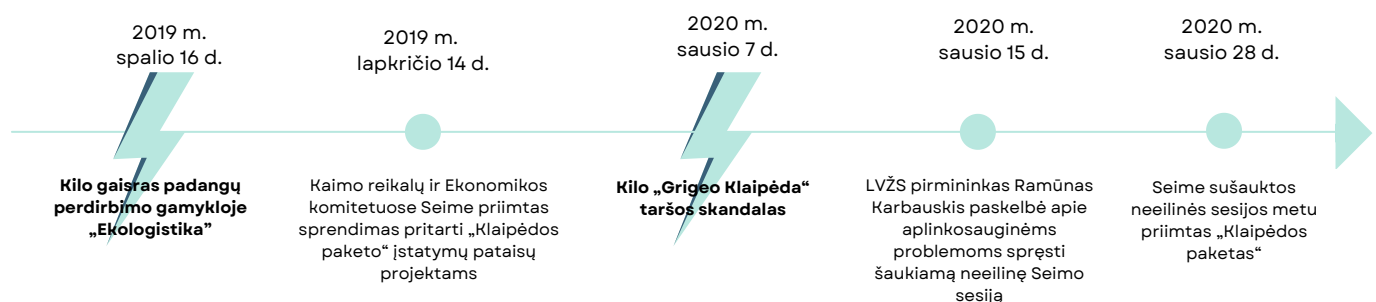 2019 m.
spalio 16 d.
Kilo gaisras padangų
perdirbimo gamykloje
„Ekologistika”
2019 m.
lapkričio 14 d.
Kaimo reikalų ir Ekonomikos
komitetuose Seime priimtas
sprendimas pritarti „Klaipėdos
paketo“ įstatymų pataisų
projektams
2020 m.
sausio 7 d.
Kilo „Grigeo Klaipėda“
taršos skandalas
2020 m.
sausio 15 d.
LVŽS pirmininkas Ramūnas
Karbauskis paskelbė apie
aplinkosauginėms
problemoms spręsti
šaukiamą neeilinę Seimo
sesiją
2020 m.
sausio 28 d.
Seime sušauktos
neeilinės sesijos metu
priimtas „Klaipėdos
paketas“